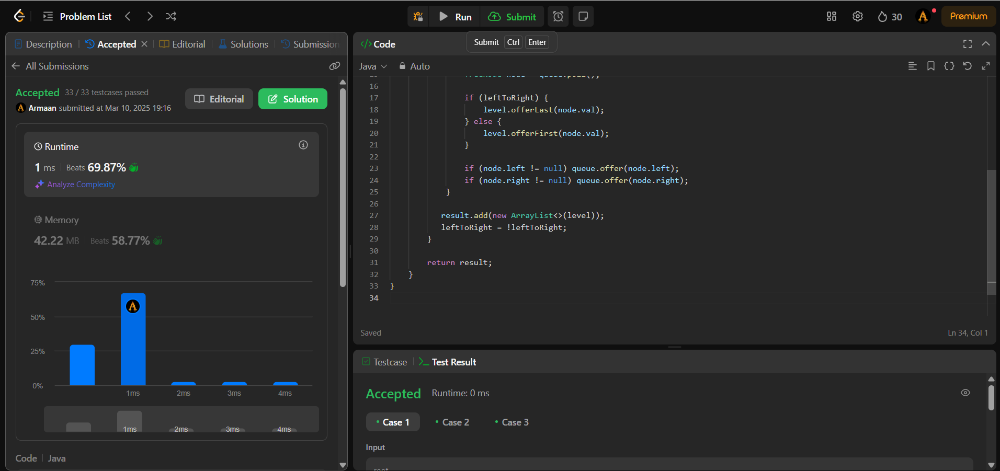 Problem List
Run
Submit
30
Premium
Description
Accepted
Editorial
Solutions
Submission
All Submissions
Accepted 33 / 33 testcases passed
Armaan submitted at Mar 10, 2025 19:16
Editorial
Solution
Runtime
1 ms Beats 69.87%
Analyze Complexity
Memory
42.22 MB Beats 58.77%
75%
50%
25%
0%
1ms 2ms 3ms 4ms
1ms 2ms 3ms 4ms
Code Java
</> Code
Submit Ctrl Enter
Java Auto
16
17 if (leftToRight) {
18 level.offerLast(node.val);
19 } else {
20 level.offerFirst(node.val);
21 }
22
23 if (node.left != null) queue.offer(node.left);
24 if (node.right != null) queue.offer(node.right);
25 }
26
27 result.add(new ArrayList<>(level));
28 leftToRight = !leftToRight;
29 }
30
31 return result;
32 }
33 }
34
Saved
Ln 34, Col 1
Testcase
Test Result
Accepted Runtime: 0 ms
Case 1
Case 2
Case 3
Input